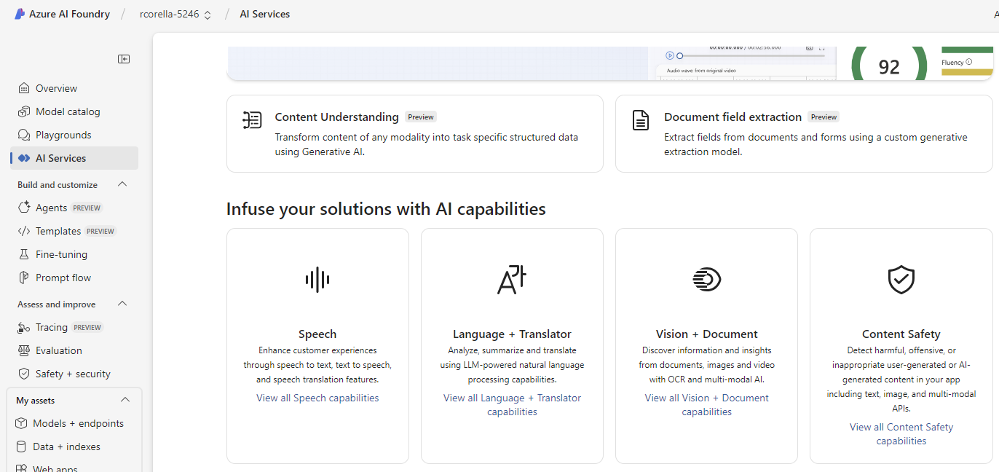 Azure AI Foundry / rcorella-5246 / AI Services
Overview
Model catalog
Playgrounds
AI Services
Build and customize
Agents PREVIEW
Templates PREVIEW
Fine-tuning
Prompt flow
Assess and improve
Tracing PREVIEW
Evaluation
Safety + security
My assets
Models + endpoints
Data + indexes
Web apps
00:00:00.000 / 00:02:56.000
Audio wave: from original video
92
Fluency
Content Understanding Preview
Transform content of any modality into task specific structured data
using Generative AI.
Document field extraction Preview
Extract fields from documents and forms using a custom generative
extraction model.
Infuse your solutions with AI capabilities
Speech
Enhance customer experiences
through speech to text, text to speech,
and speech translation features.
View all Speech capabilities
Language + Translator
Analyze, summarize and translate
using LLM-powered natural language
processing capabilities.
View all Language + Translator
capabilities
Vision + Document
Discover information and insights
from documents, images and video
with OCR and multi-modal AI.
View all Vision + Document
capabilities
Content Safety
Detect harmful, offensive, or
inappropriate user-generated or AI-
generated content in your app
including text, image, and multi-modal
APIs.
View all Content Safety
capabilities